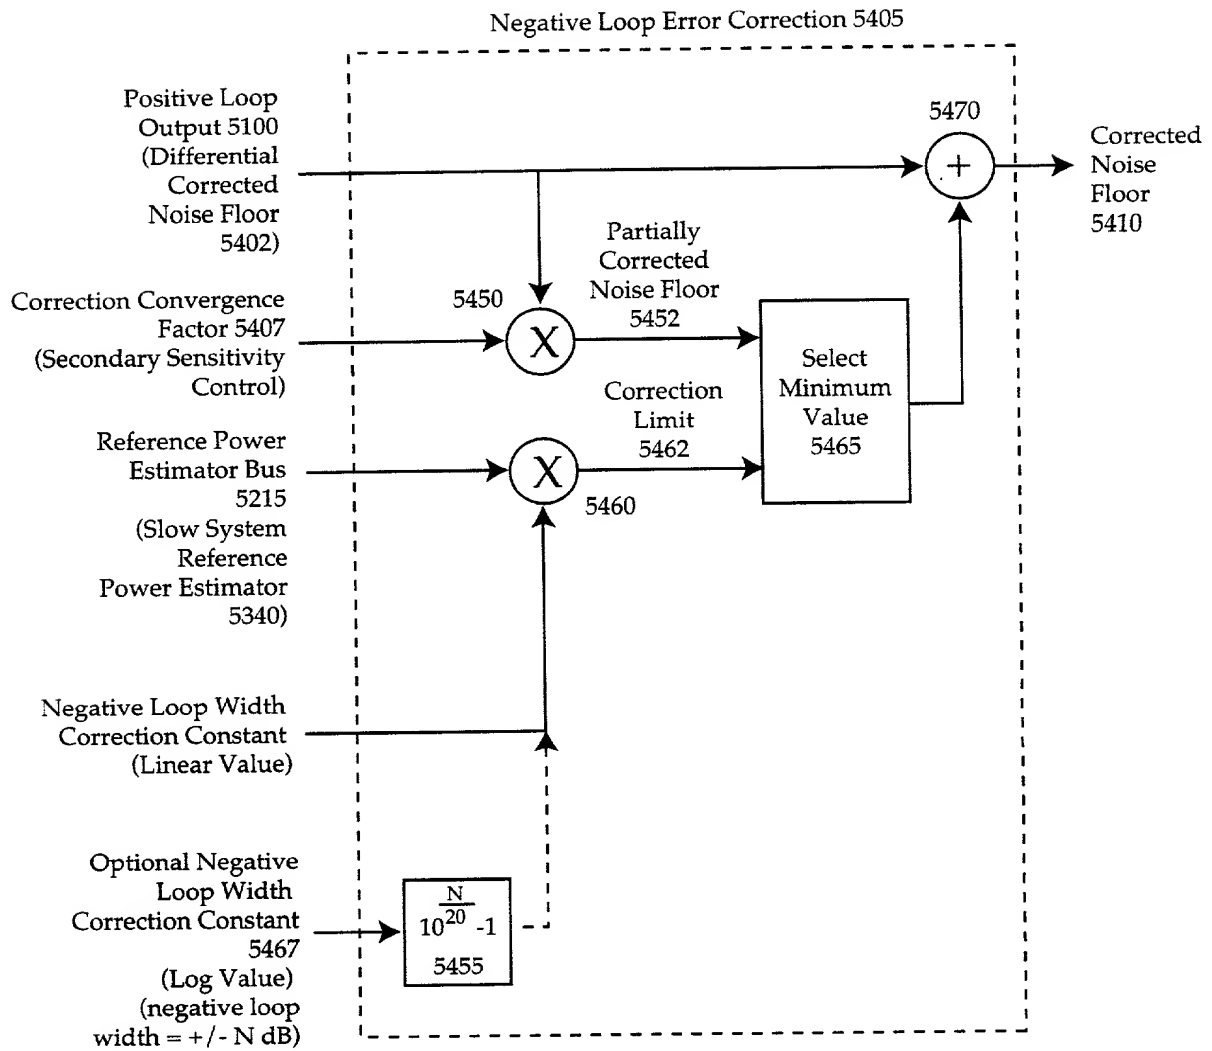 Negative Loop Error Correction 5405
Positive Loop
Output 5100
(Differential
Corrected
Noise Floor
5402)
5470
+
Corrected
Noise
Floor
5410
Partially
Corrected
Noise Floor
5452
Correction Convergence
Factor 5407
(Secondary Sensitivity
Control)
5450
X
Select
Minimum
Value
5465
Correction
Limit
5462
Reference Power
Estimator Bus
5215
(Slow System
Reference
Power Estimator
5340)
X
5460
Negative Loop Width
Correction Constant
(Linear Value)
Optional Negative
Loop Width
Correction Constant
5467
(Log Value)
(negative loop
width = +/- N dB)
N
10 20 -1
5455